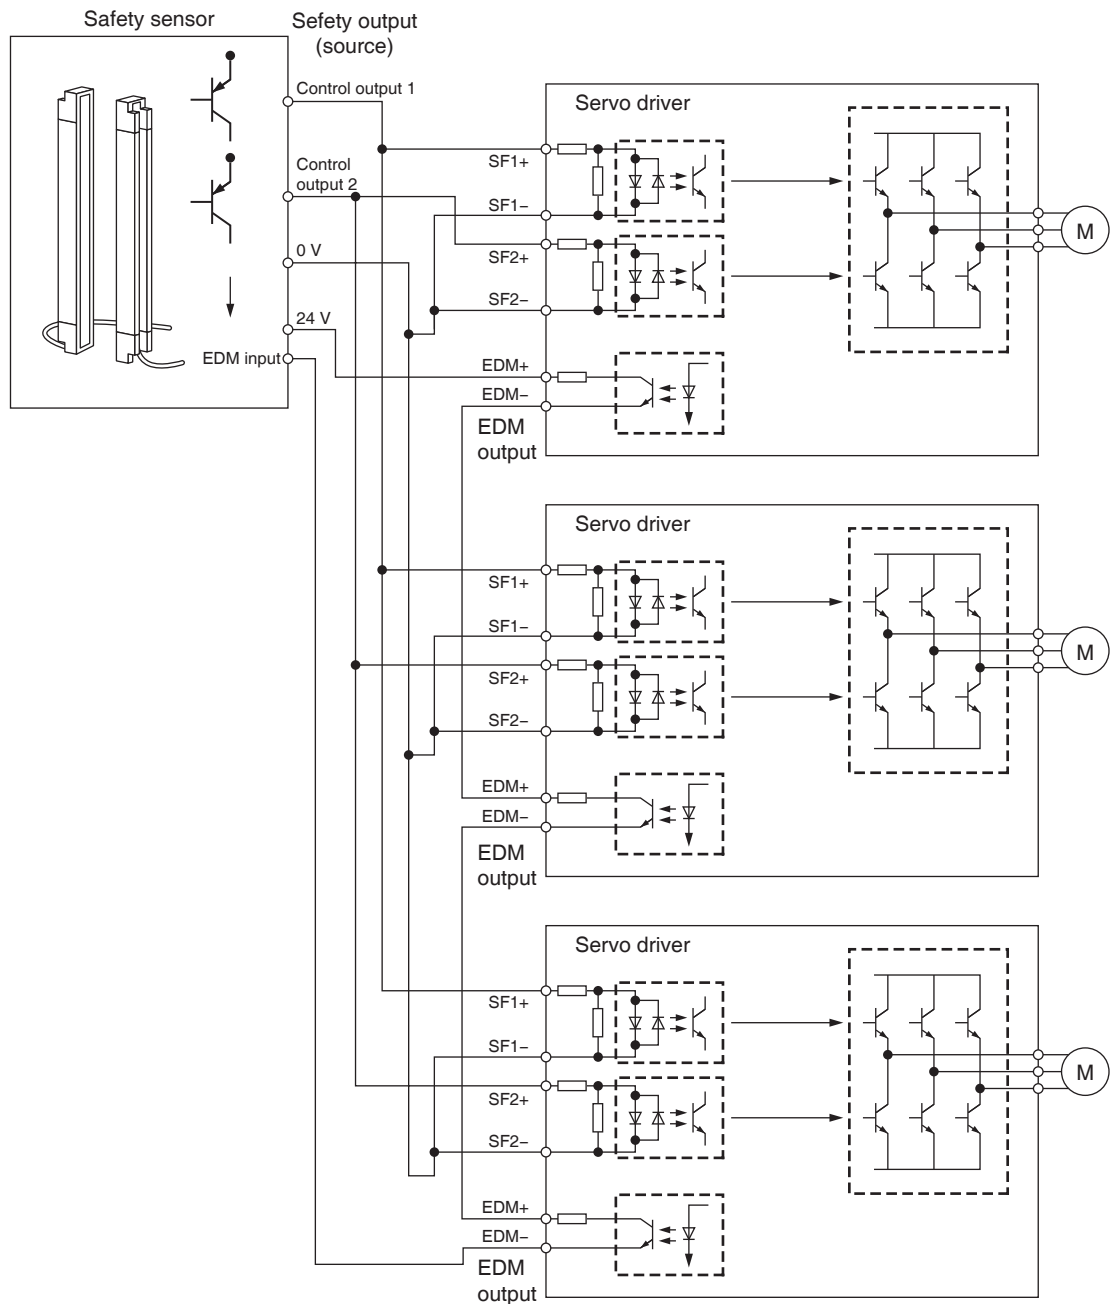 Safety sensor
Sefety output
(source)
Control output 1
Control
output 2
0 V
24 V
EDM input
Servo driver
SF1+
SF1−
SF2+
SF2−
EDM+
EDM−
EDM
output
M
Servo driver
SF1+
SF1−
SF2+
SF2−
EDM+
EDM−
EDM
output
M
Servo driver
SF1+
SF1−
SF2+
SF2−
EDM+
EDM−
EDM
output
M